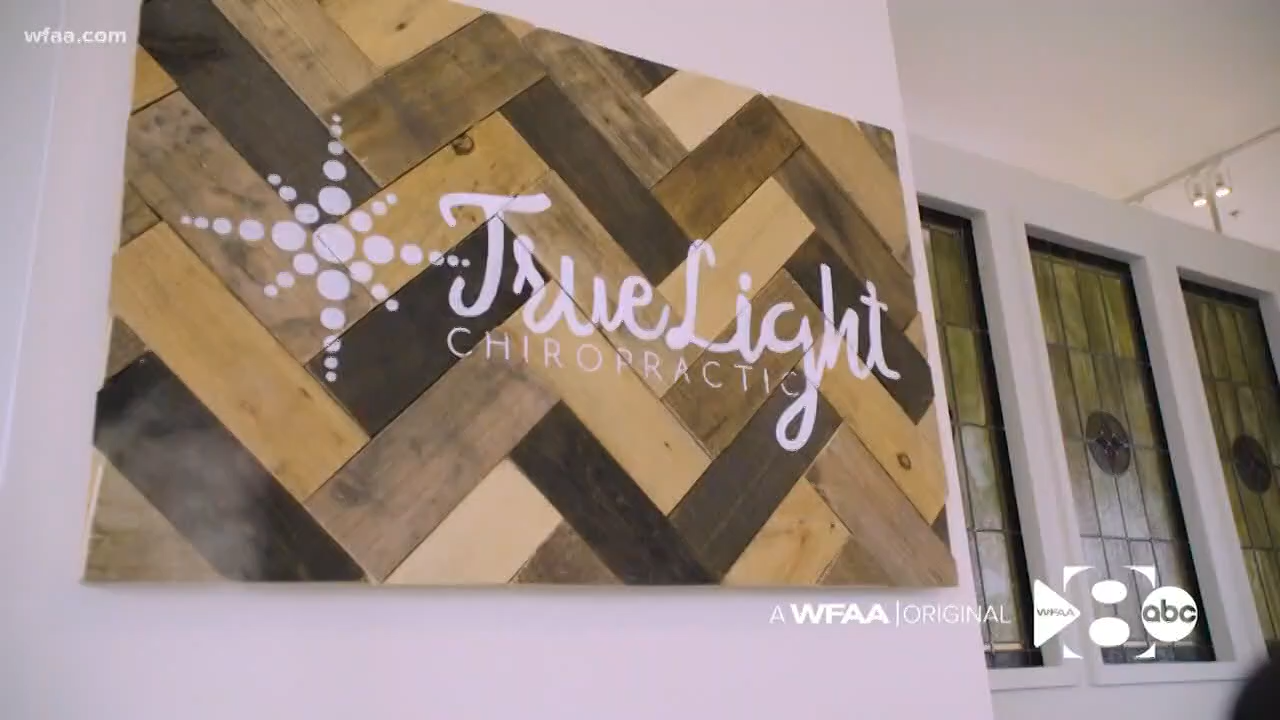 wfaa.com
TrueLight
CHIROPRACTIC
A WFAA | ORIGINAL
WFAA 8 abc